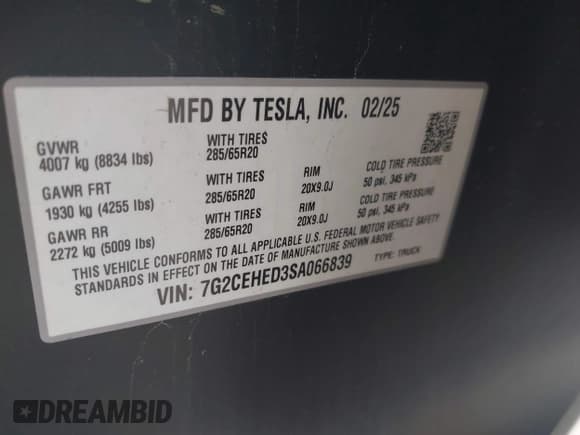 MFD BY TESLA, INC. 02/25
GVWR
4007 kg (8834 lbs)
WITH TIRES
285/65R20
GAWR FRT
1930 kg (4255 lbs)
WITH TIRES
285/65R20
RIM
20X9.0J
COLD TIRE PRESSURE
50 psi, 345 kPa
GAWR RR
2272 kg (5009 lbs)
WITH TIRES
285/65R20
RIM
20X9.0J
COLD TIRE PRESSURE
50 psi, 345 kPa
THIS VEHICLE CONFORMS TO ALL APPLICABLE U.S. FEDERAL MOTOR VEHICLE SAFETY
STANDARDS IN EFFECT ON THE DATE OF MANUFACTURE SHOWN ABOVE.
VIN: 7G2CEHED3SA066839
TYPE: TRUCK
DREAMBID